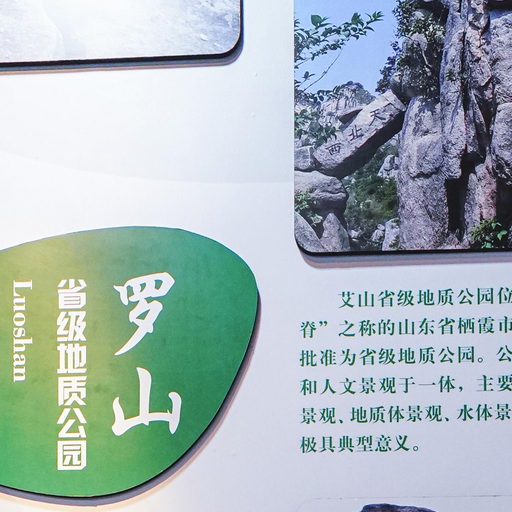 西北天
罗山
省级地质公园
Luoshan
艾山省级地质公园位
脊”之称的山东省栖霞市
批准为省级地质公园。公
和人文景观于一体，主要
景观、地质体景观、水体景
极具典型意义。